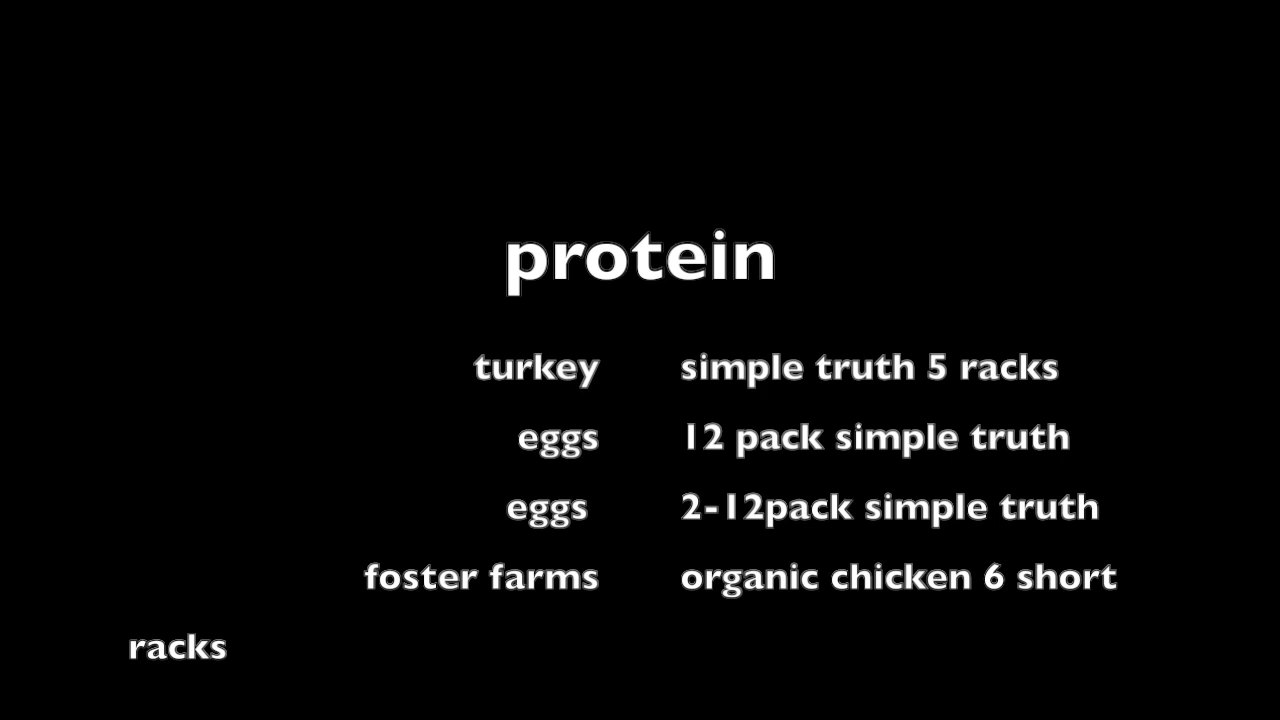 protein
turkey simple truth 5 racks
eggs 12 pack simple truth
eggs 2-12pack simple truth
foster farms organic chicken 6 short
racks